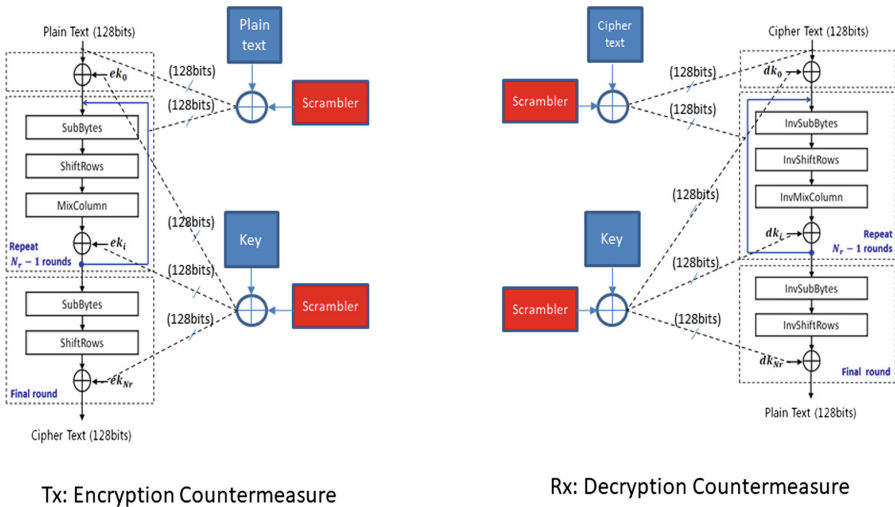 Plain Text (128bits)
ek0
SubBytes
ShiftRows
MixColumn
eki
Repeat
Nr − 1 rounds
SubBytes
ShiftRows
ekNr
Final round
Cipher Text (128bits)
Plain
text
(128bits)
(128bits)
Scrambler
(128bits)
Key
(128bits)
(128bits)
Scrambler
Tx: Encryption Countermeasure
Cipher
text
Scrambler
(128bits)
(128bits)
(128bits)
Key
Scrambler
(128bits)
(128bits)
Cipher Text (128bits)
dk0
InvSubBytes
InvShiftRows
InvMixColumn
dki
Repeat
Nr − 1 rounds
InvSubBytes
InvShiftRows
dkNr
Final round
Plain Text (128bits)
Rx: Decryption Countermeasure